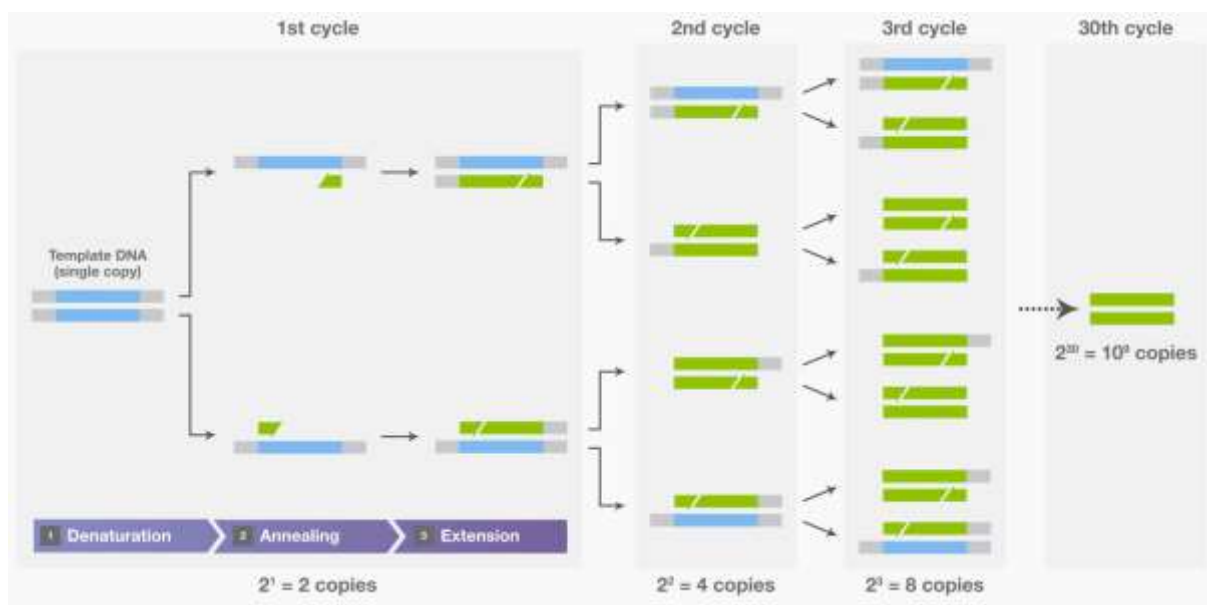 1st cycle
2nd cycle
3rd cycle
30th cycle
Template DNA
(single copy)
2³⁰ = 10⁹ copies
1 Denaturation
2 Annealing
3 Extension
2¹ = 2 copies
2² = 4 copies
2³ = 8 copies